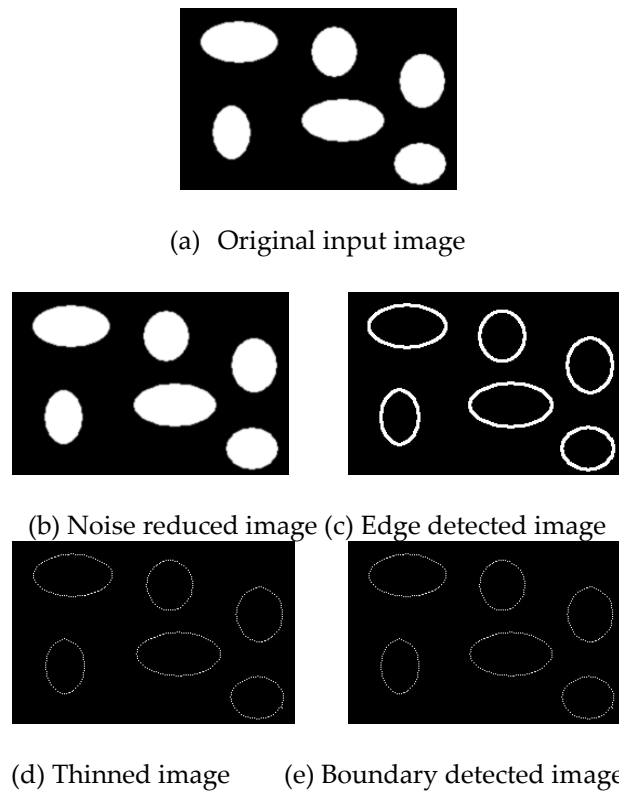 (a) Original input image
(b) Noise reduced image (c) Edge detected image
(d) Thinned image (e) Boundary detected image